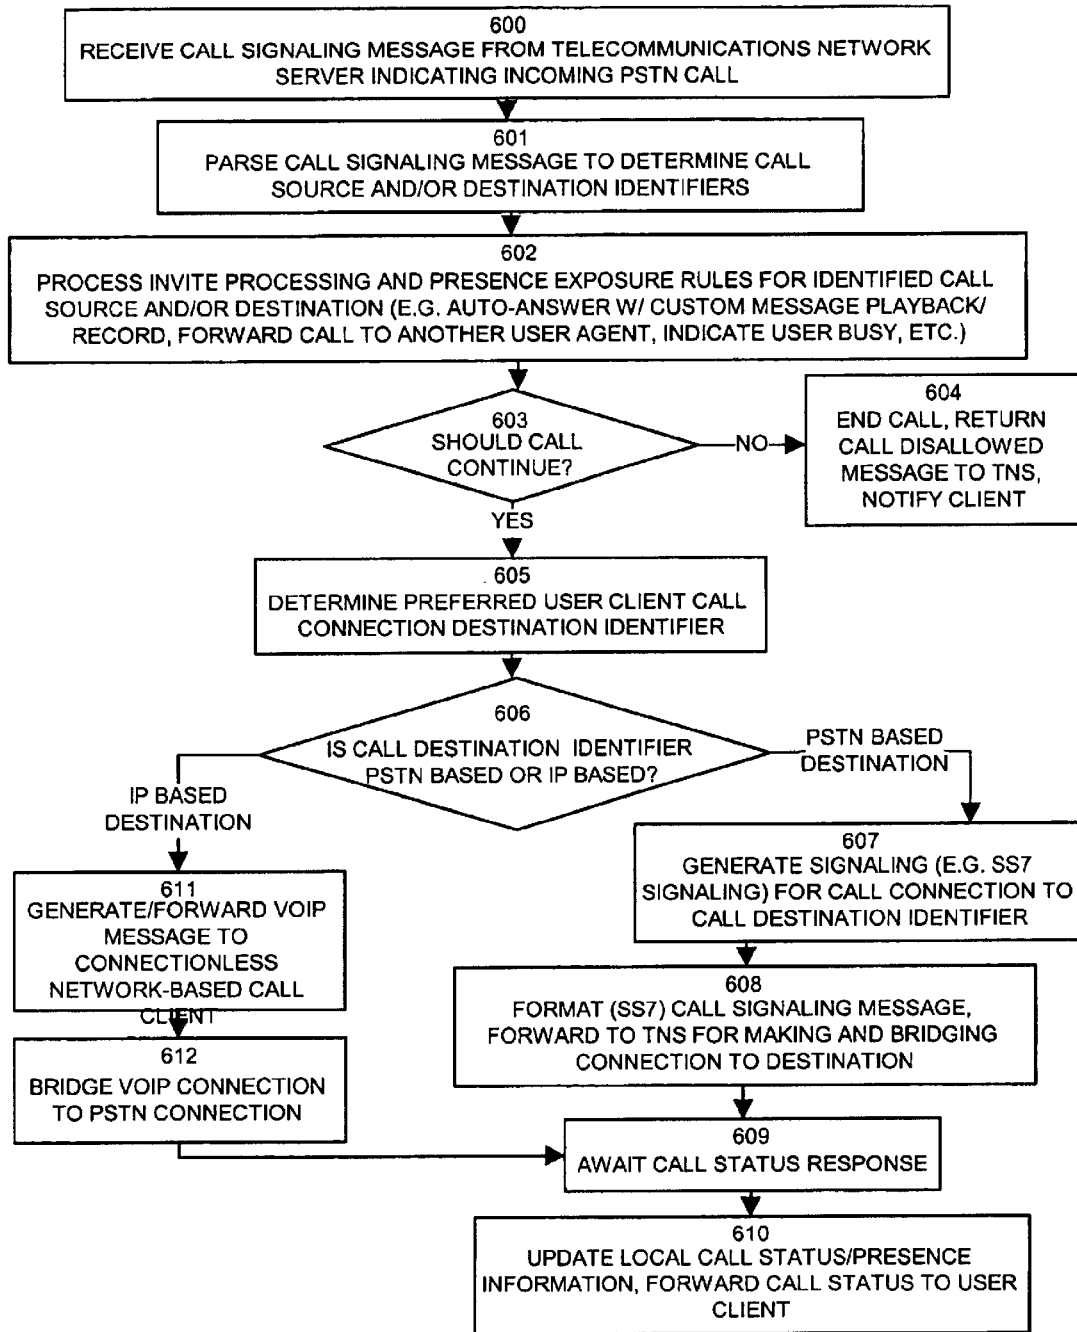 600
RECEIVE CALL SIGNALING MESSAGE FROM TELECOMMUNICATIONS NETWORK
SERVER INDICATING INCOMING PSTN CALL
601
PARSE CALL SIGNALING MESSAGE TO DETERMINE CALL
SOURCE AND/OR DESTINATION IDENTIFIERS
602
PROCESS INVITE PROCESSING AND PRESENCE EXPOSURE RULES FOR IDENTIFIED CALL
SOURCE AND/OR DESTINATION (E.G. AUTO-ANSWER W/ CUSTOM MESSAGE PLAYBACK/
RECORD, FORWARD CALL TO ANOTHER USER AGENT, INDICATE USER BUSY, ETC.)
603
SHOULD CALL
CONTINUE?
NO
604
END CALL, RETURN
CALL DISALLOWED
MESSAGE TO TNS,
NOTIFY CLIENT
YES
605
DETERMINE PREFERRED USER CLIENT CALL
CONNECTION DESTINATION IDENTIFIER
606
IS CALL DESTINATION IDENTIFIER
PSTN BASED OR IP BASED?
PSTN BASED
DESTINATION
IP BASED
DESTINATION
607
GENERATE SIGNALING (E.G. SS7
SIGNALING) FOR CALL CONNECTION TO
CALL DESTINATION IDENTIFIER
611
GENERATE/FORWARD VOIP
MESSAGE TO
CONNECTIONLESS
NETWORK-BASED CALL
CLIENT
608
FORMAT (SS7) CALL SIGNALING MESSAGE,
FORWARD TO TNS FOR MAKING AND BRIDGING
CONNECTION TO DESTINATION
612
BRIDGE VOIP CONNECTION
TO PSTN CONNECTION
609
AWAIT CALL STATUS RESPONSE
610
UPDATE LOCAL CALL STATUS/PRESENCE
INFORMATION, FORWARD CALL STATUS TO USER
CLIENT